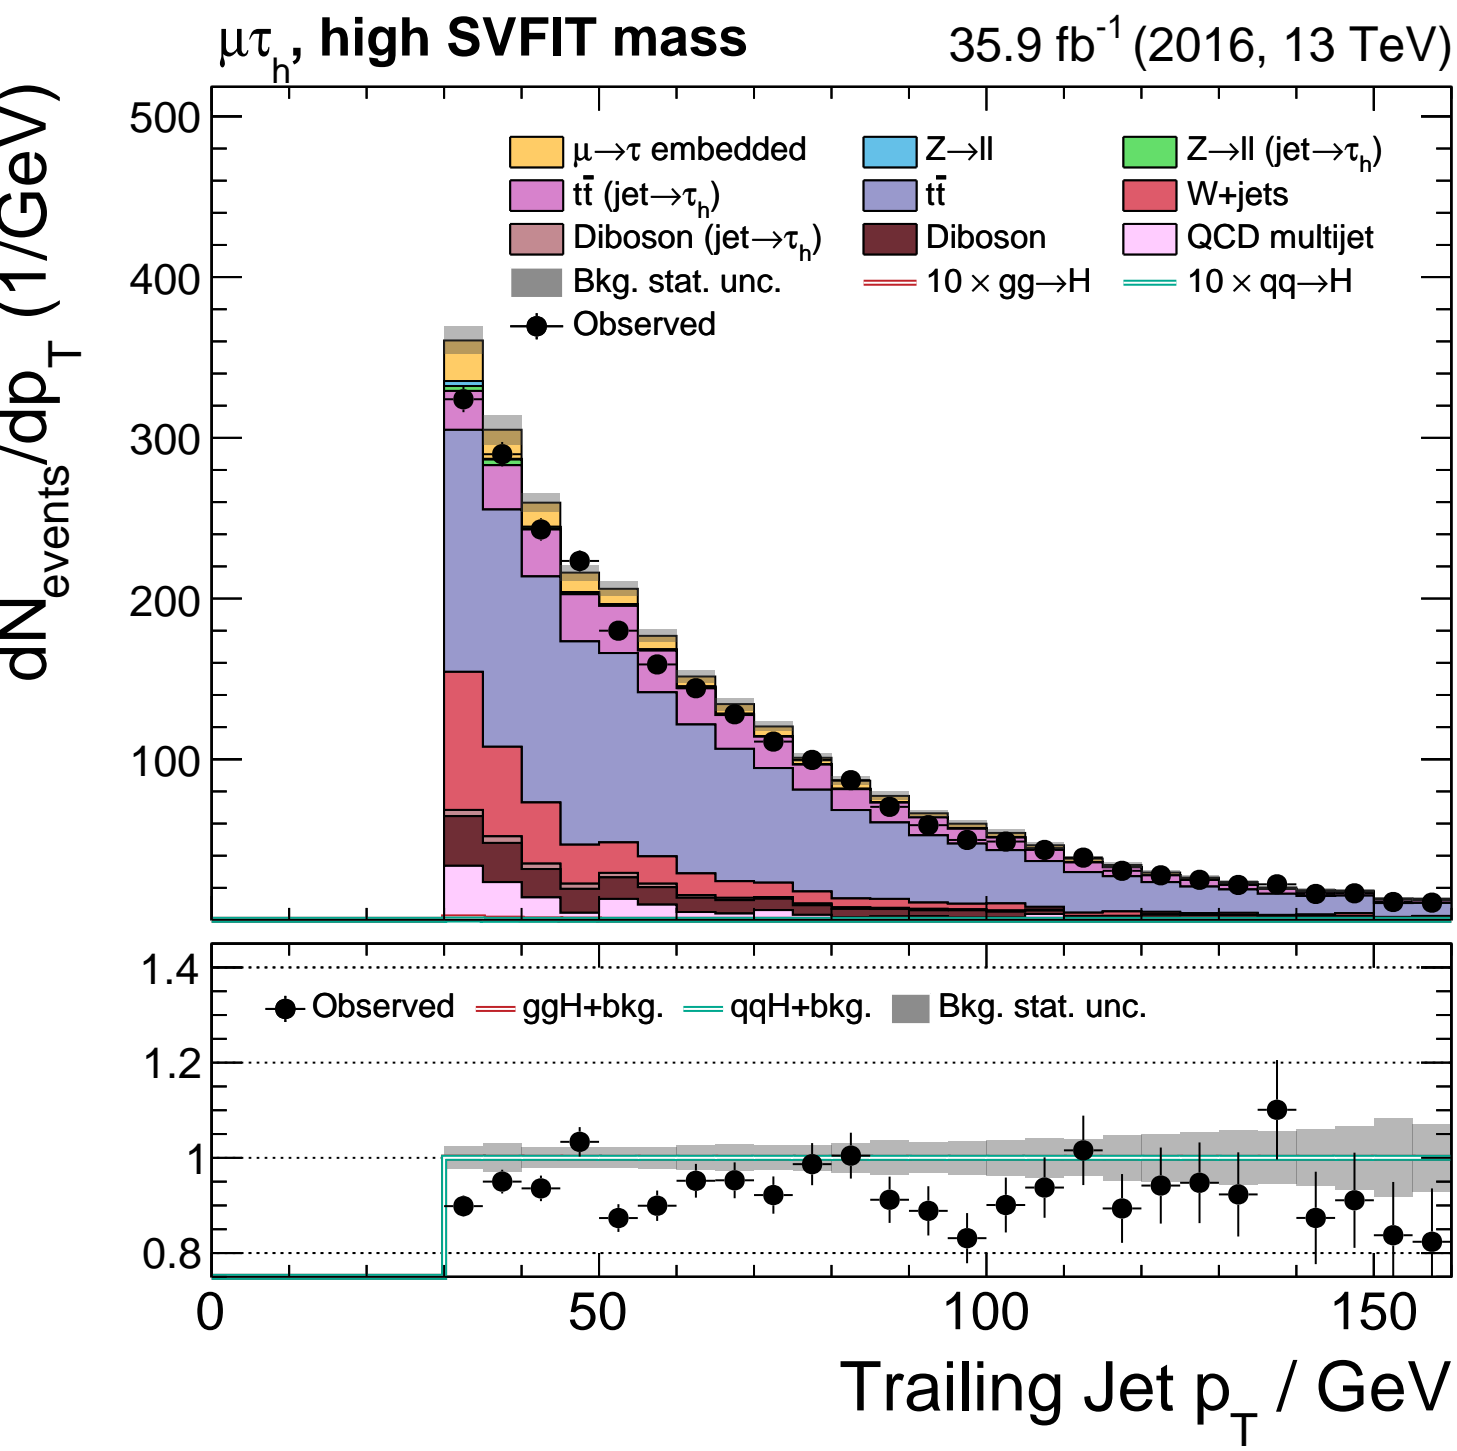 μτh, high SVFIT mass 35.9 fb-1 (2016, 13 TeV)
dNevents/dpT (1/GeV)
500
400
300
200
100
μ→τ embedded Z→ll Z→ll (jet→τh)
tt̄ (jet→τh) tt̄ W+jets
Diboson (jet→τh) Diboson QCD multijet
Bkg. stat. unc. 10 × gg→H 10 × qq→H
Observed
1.4
1.2
1
0.8
Observed ggH+bkg. qqH+bkg. Bkg. stat. unc.
0 50 100 150
Trailing Jet pT / GeV